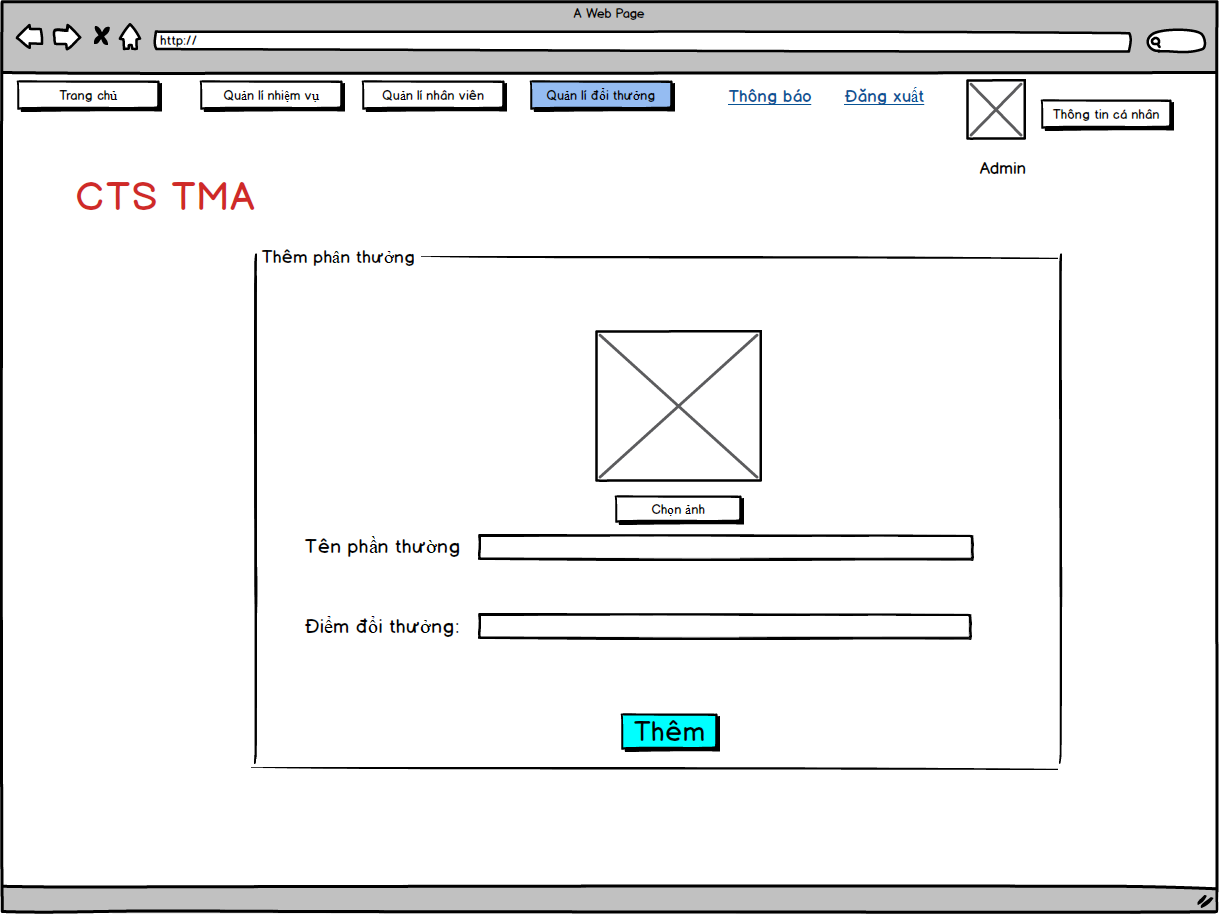 A Web Page
http://
Trang chủ
Quản lí nhiệm vụ
Quản lí nhân viên
Quản lí đổi thưởng
Thông báo
Đăng xuất
Thông tin cá nhân
Admin
CTS TMA
Thêm phân thưởng
Chọn ảnh
Tên phần thưởng
Điểm đổi thưởng:
Thêm